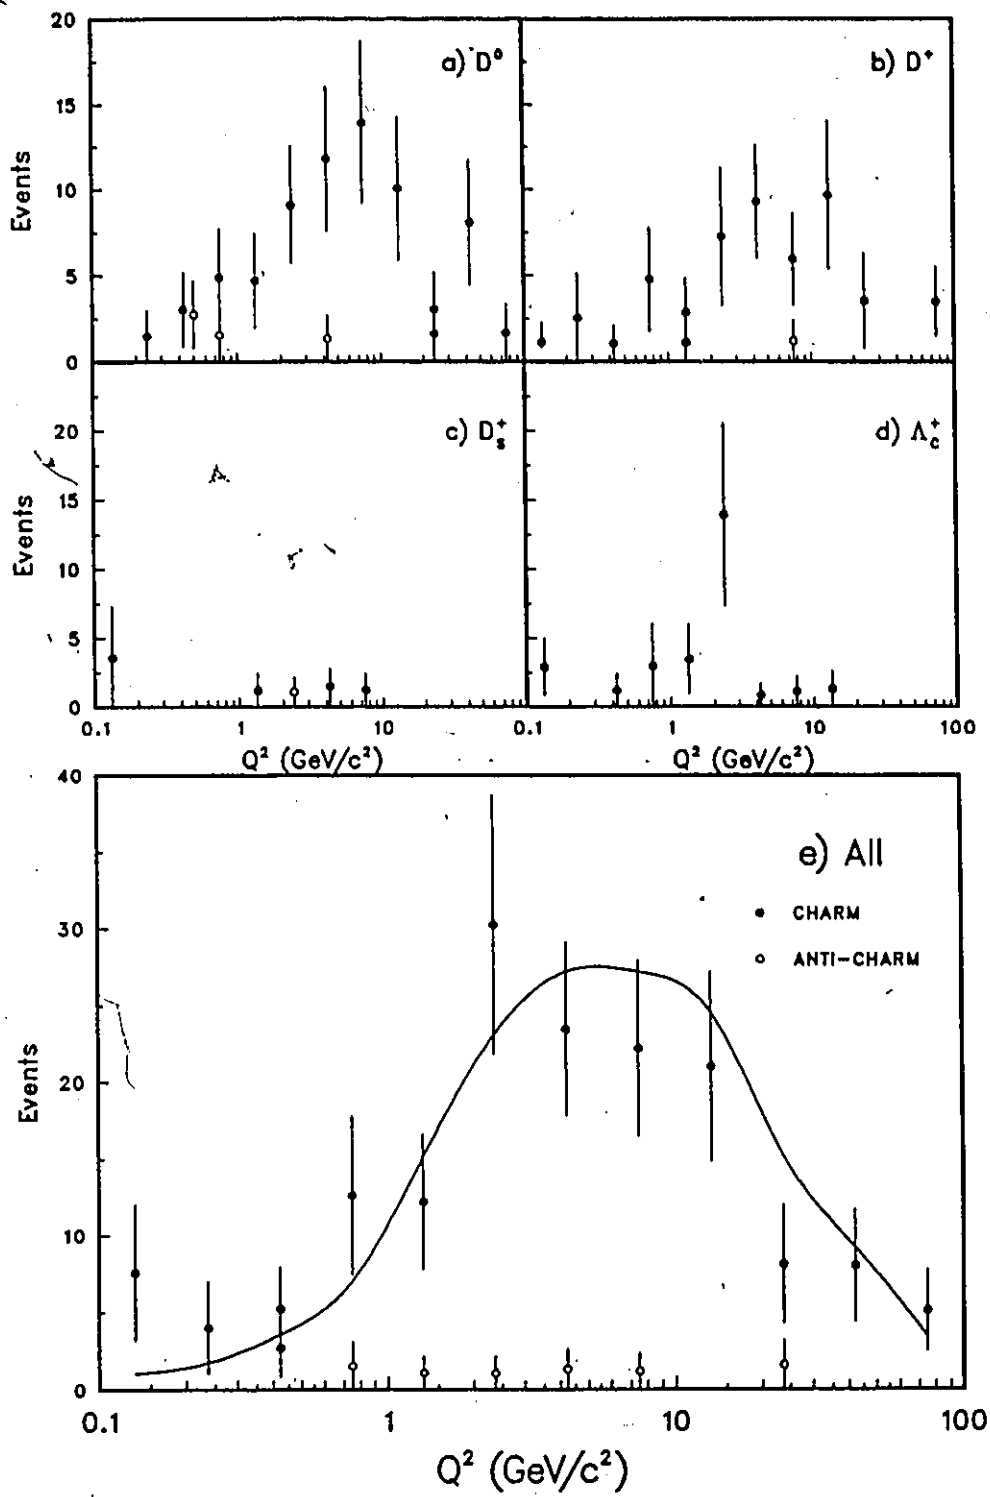 20
15
10
5
0
Events
a) D⁰
b) D⁺
20
15
10
5
0
Events
c) D⁺ₛ
d) Λ⁺c
0.1 1 10 0.1 1 10 100
Q² (GeV/c²) Q² (GeV/c²)
40
30
20
10
0
Events
e) All
CHARM
ANTI-CHARM
0.1 1 10 100
Q² (GeV/c²)